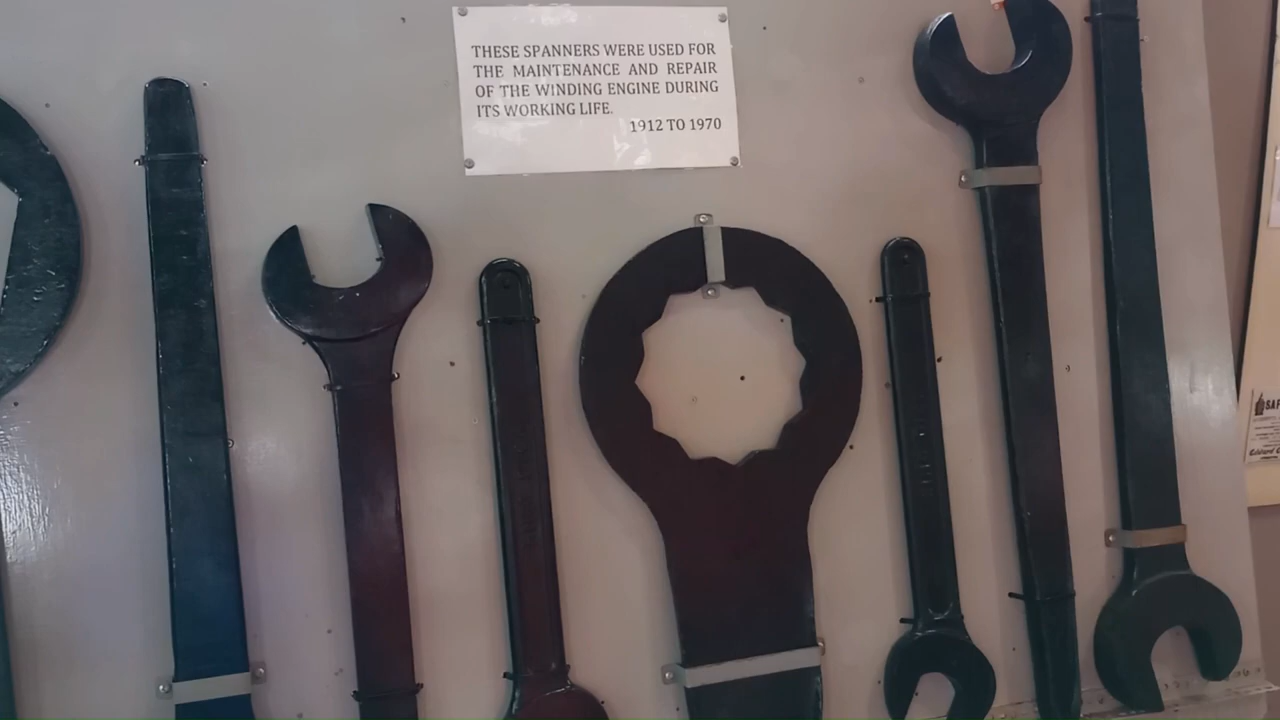 THESE SPANNERS WERE USED FOR
THE MAINTENANCE AND REPAIR
OF THE WINDING ENGINE DURING
ITS WORKING LIFE.
1912 TO 1970
SAF